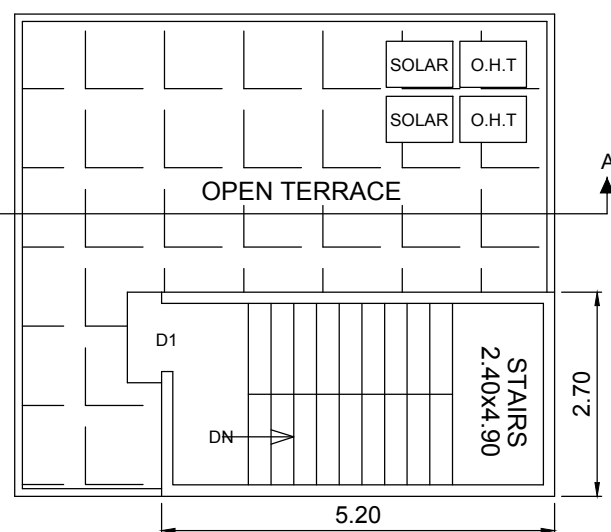 SOLAR
O.H.T
SOLAR
O.H.T
A
OPEN TERRACE
D1
DN
STAIRS
2.40x4.90
2.70
5.20